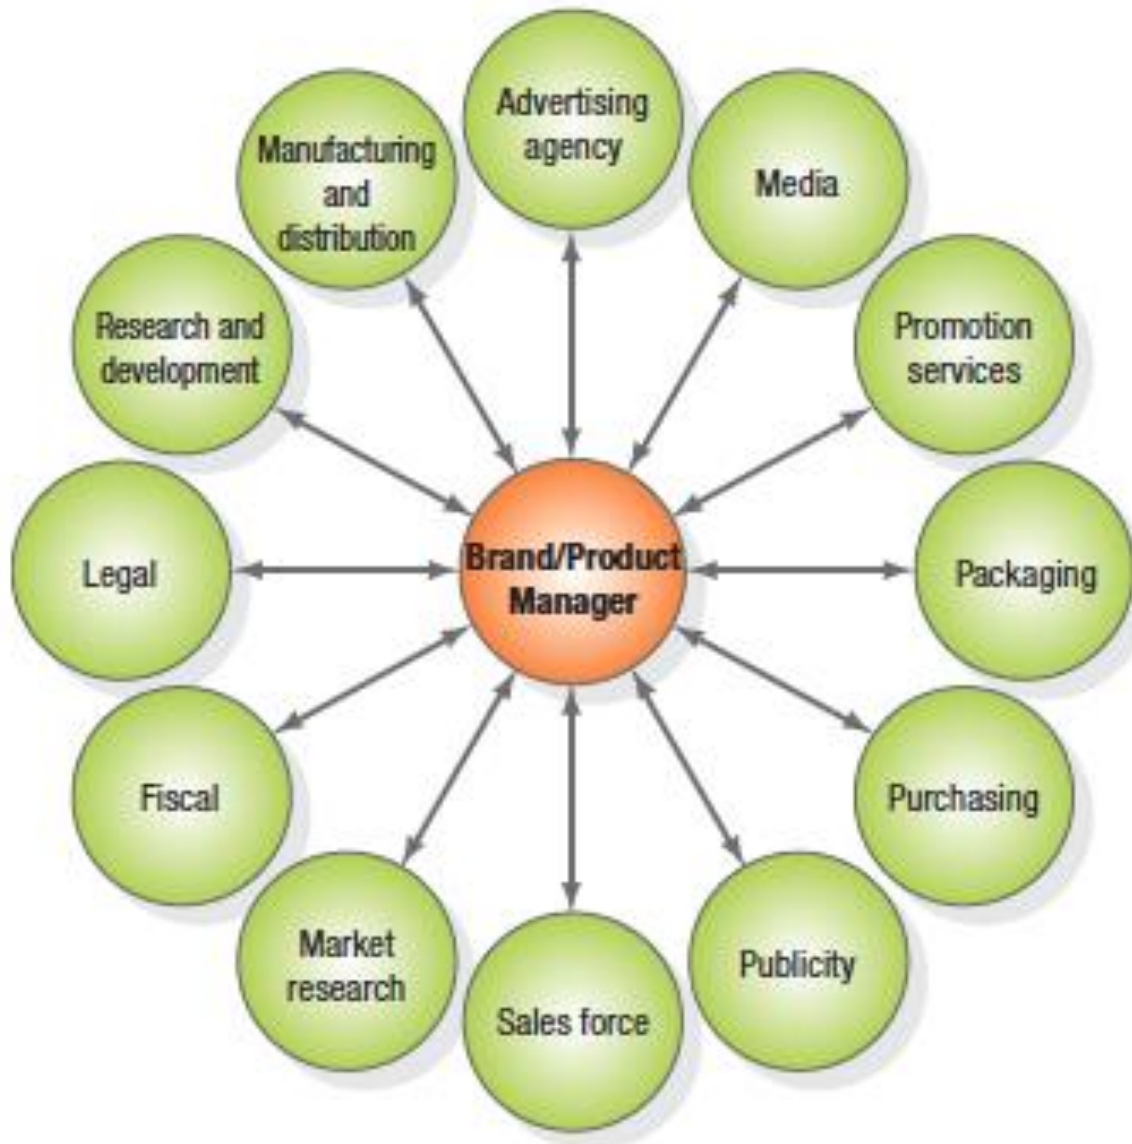 Advertising
agency
Media
Promotion
services
Packaging
Purchasing
Publicity
Sales force
Market
research
Fiscal
Legal
Research and
development
Manufacturing
and
distribution
Brand/Product
Manager